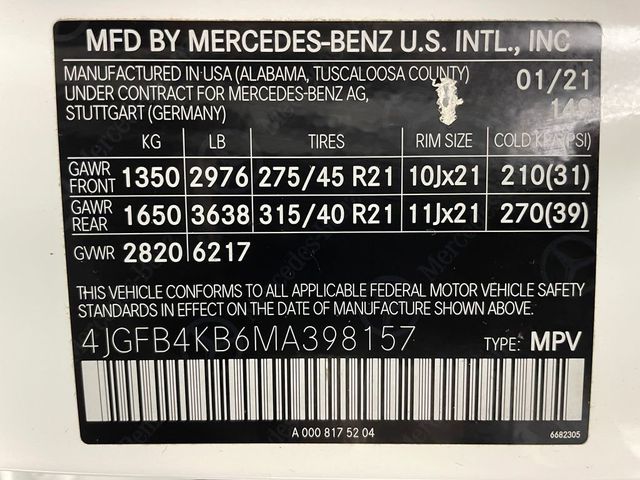 MFD BY MERCEDES-BENZ U.S. INTL., INC
MANUFACTURED IN USA (ALABAMA, TUSCALOOSA COUNTY)
UNDER CONTRACT FOR MERCEDES-BENZ AG,
STUTTGART (GERMANY)
01/21
KG LB TIRES RIM SIZE COLD KPA(PSI)
GAWR FRONT 1350 2976 275/45 R21 10Jx21 210(31)
GAWR REAR 1650 3638 315/40 R21 11Jx21 270(39)
GVWR 2820 6217
THIS VEHICLE CONFORMS TO ALL APPLICABLE FEDERAL MOTOR VEHICLE SAFETY
STANDARDS IN EFFECT ON THE DATE OF MANUFACTURE SHOWN ABOVE.
4JGFB4KB6MA398157 TYPE: MPV
A 000 817 52 04
6682305